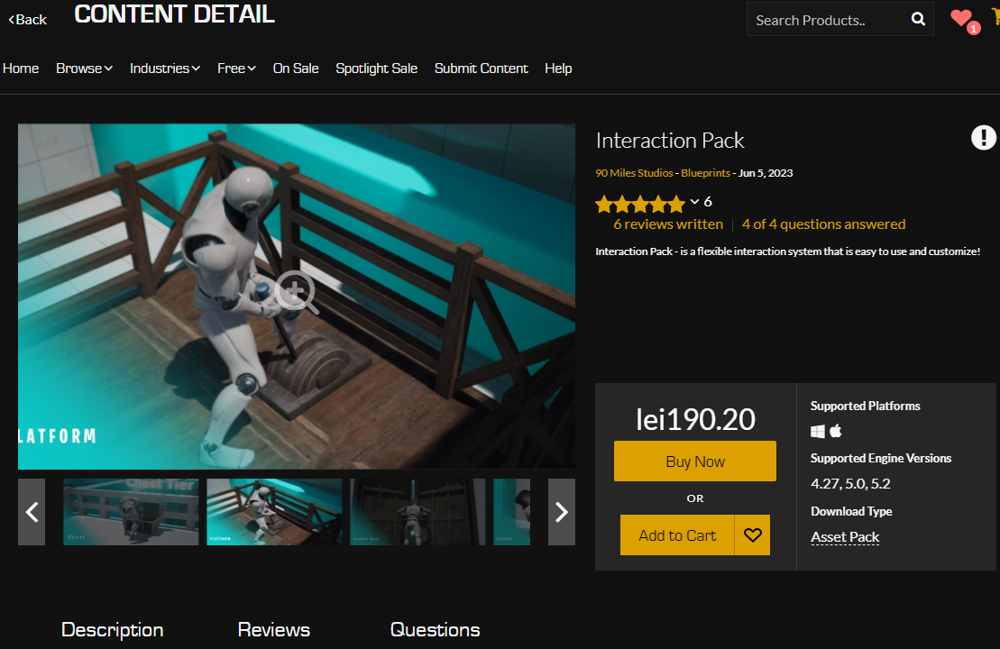 Back
CONTENT DETAIL
Search Products..
1
Home Browse Industries Free On Sale Spotlight Sale Submit Content Help
Interaction Pack
90 Miles Studios - Blueprints - Jun 5, 2023
6
6 reviews written | 4 of 4 questions answered
Interaction Pack - is a flexible interaction system that is easy to use and customize!
LATFORM
lei190.20
Buy Now
OR
Add to Cart
Supported Platforms
Supported Engine Versions
4.27, 5.0, 5.2
Download Type
Asset Pack
Chest Tier
Chest
PLATFORM
Double Door
Description Reviews Questions